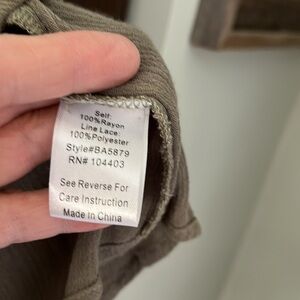 Self:
100%Rayon
Line Lace:
100%Polyester
Style#BA5879
RN# 104403
See Reverse For
Care Instruction
Made in China